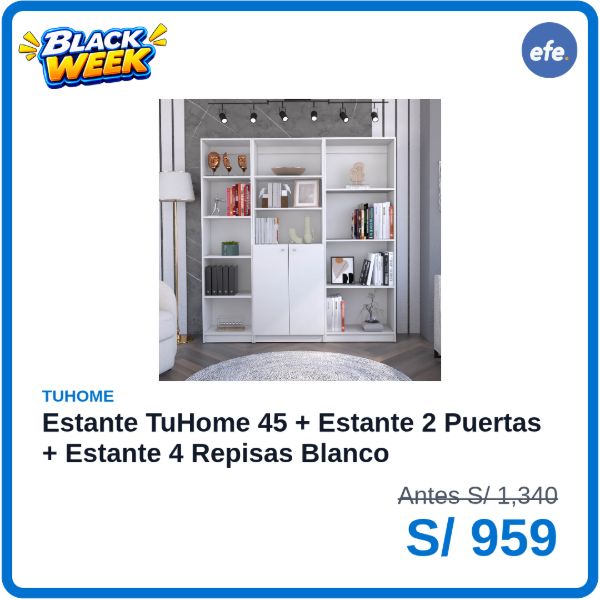 BLACK
WEEK
efe.
TUHOME
Estante TuHome 45 + Estante 2 Puertas
+ Estante 4 Repisas Blanco
Antes S/ 1,340
S/ 959